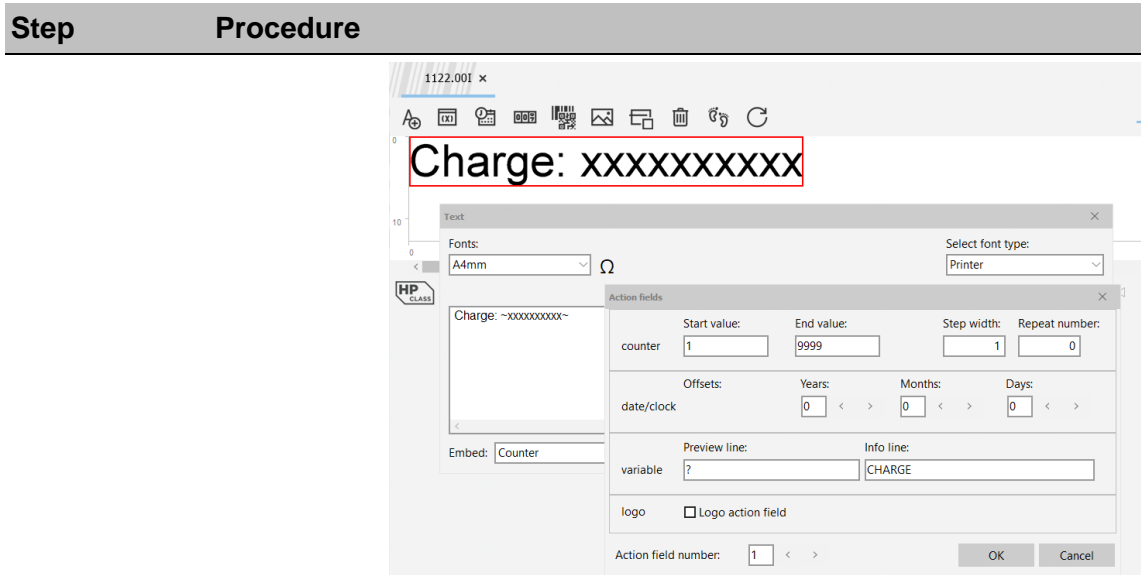 Step Procedure
1122.00I ×
0
Charge: xxxxxxxxxx
10
0
Text
Fonts: Select font type:
A4mm Ω Printer
HP
CLASS
Charge: ~xxxxxxxxxx~
Embed: Counter
Action fields
Start value: End value: Step width: Repeat number:
counter 1 9999 1 0
Offsets: Years: Months: Days:
date/clock 0 < > 0 < > 0 < >
Preview line: Info line:
variable ? CHARGE
logo Logo action field
Action field number: 1 < > OK Cancel